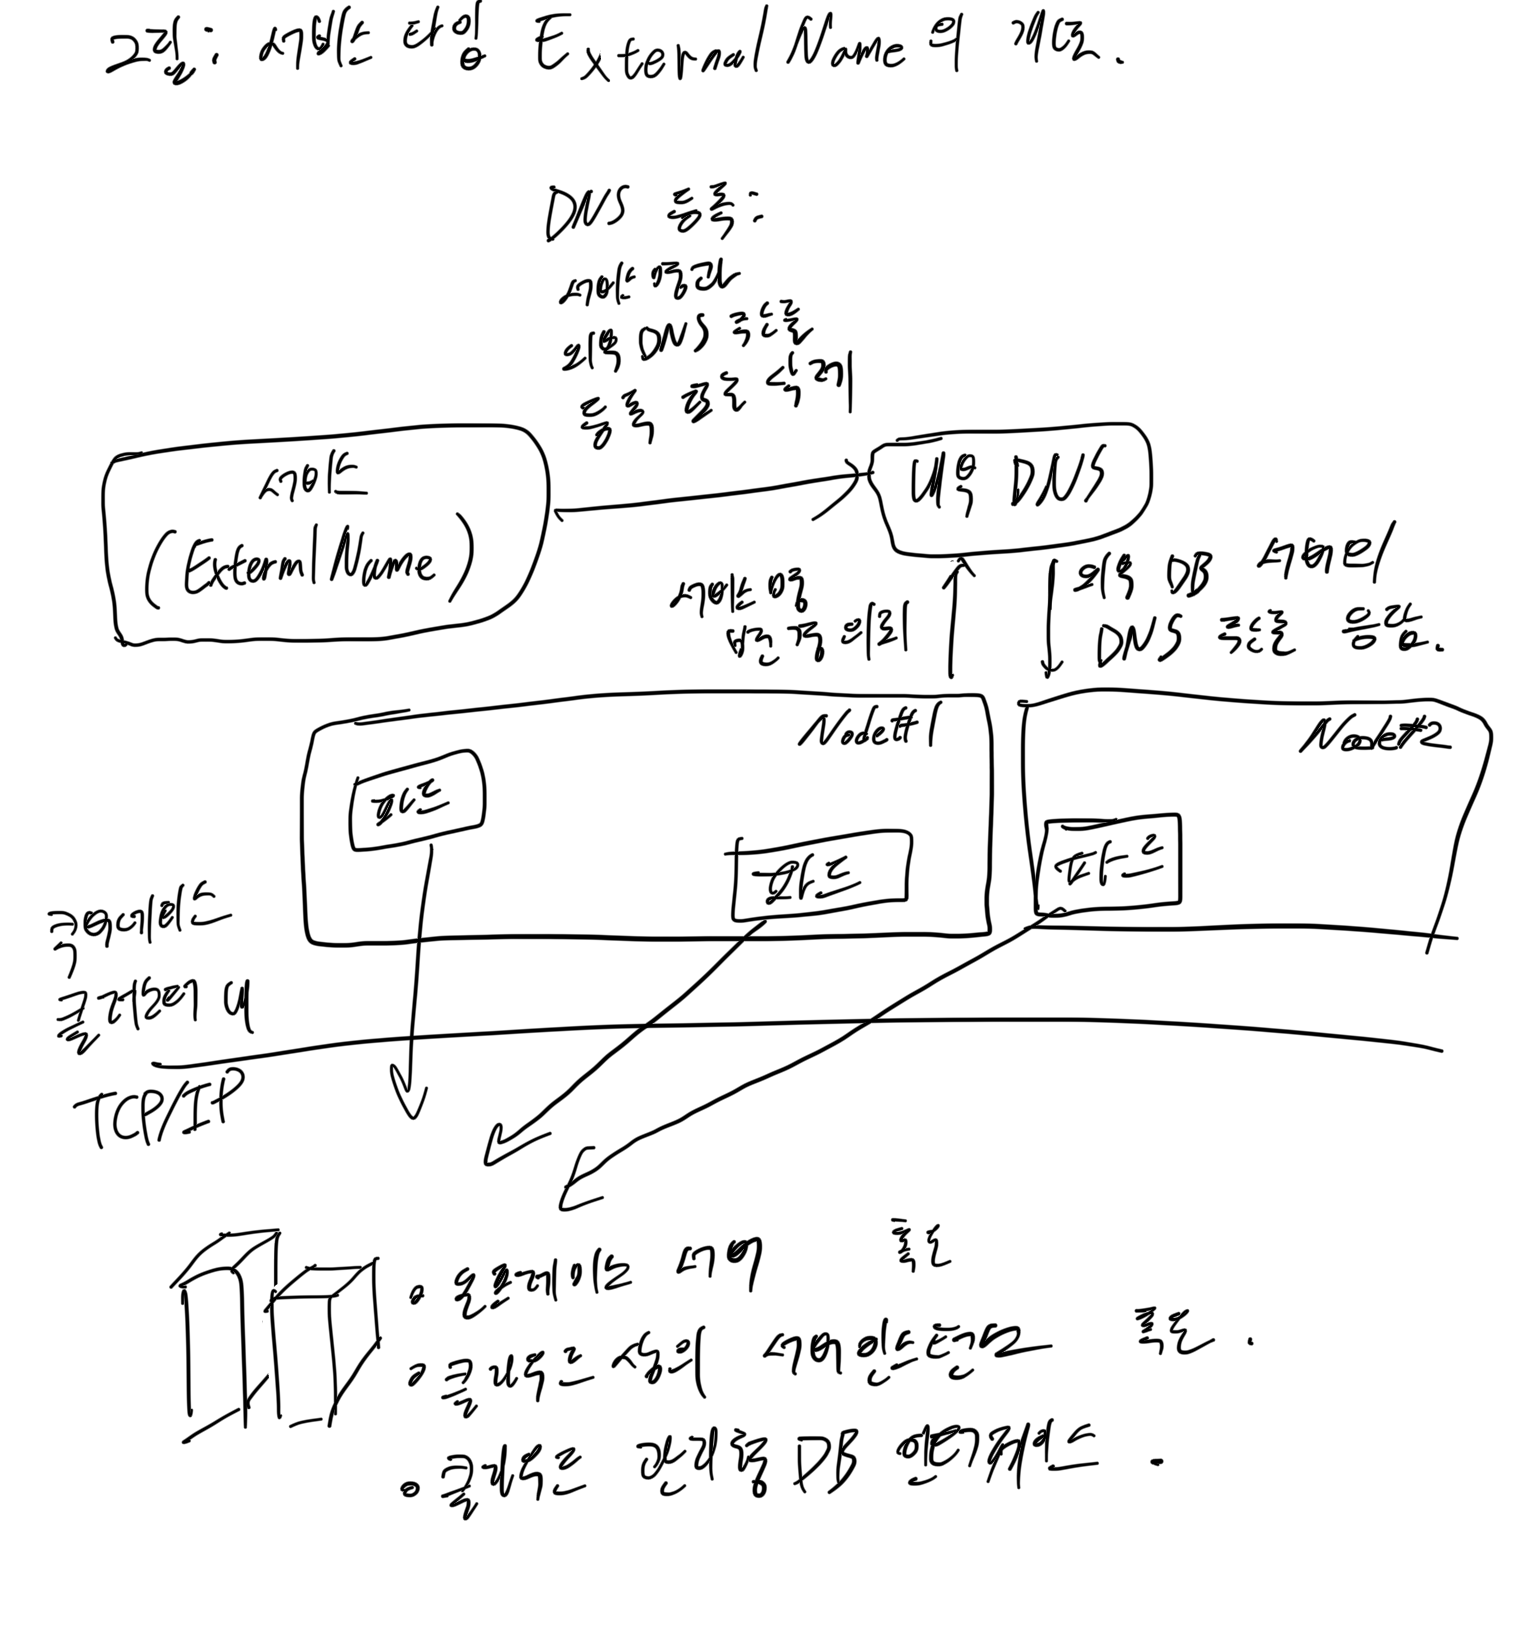 그림: 서비스 타입 ExternalName의 개도.
DNS 등록:
서비스 명과
외부 DNS 주소를
등록 또는 삭제
서비스
(ExternalName)
내부 DNS
서비스 명
변경 의뢰
외부 DB 서버의
DNS 주소를 응답.
Node#1
Node#2
파드
파드
파드
쿠버네티스
클러스터 내
TCP/IP
• 온프레미스 서버 혹은
• 클라우드 상의 서버 인스턴스 혹은.
• 클라우드 관리형 DB 인터페이스.